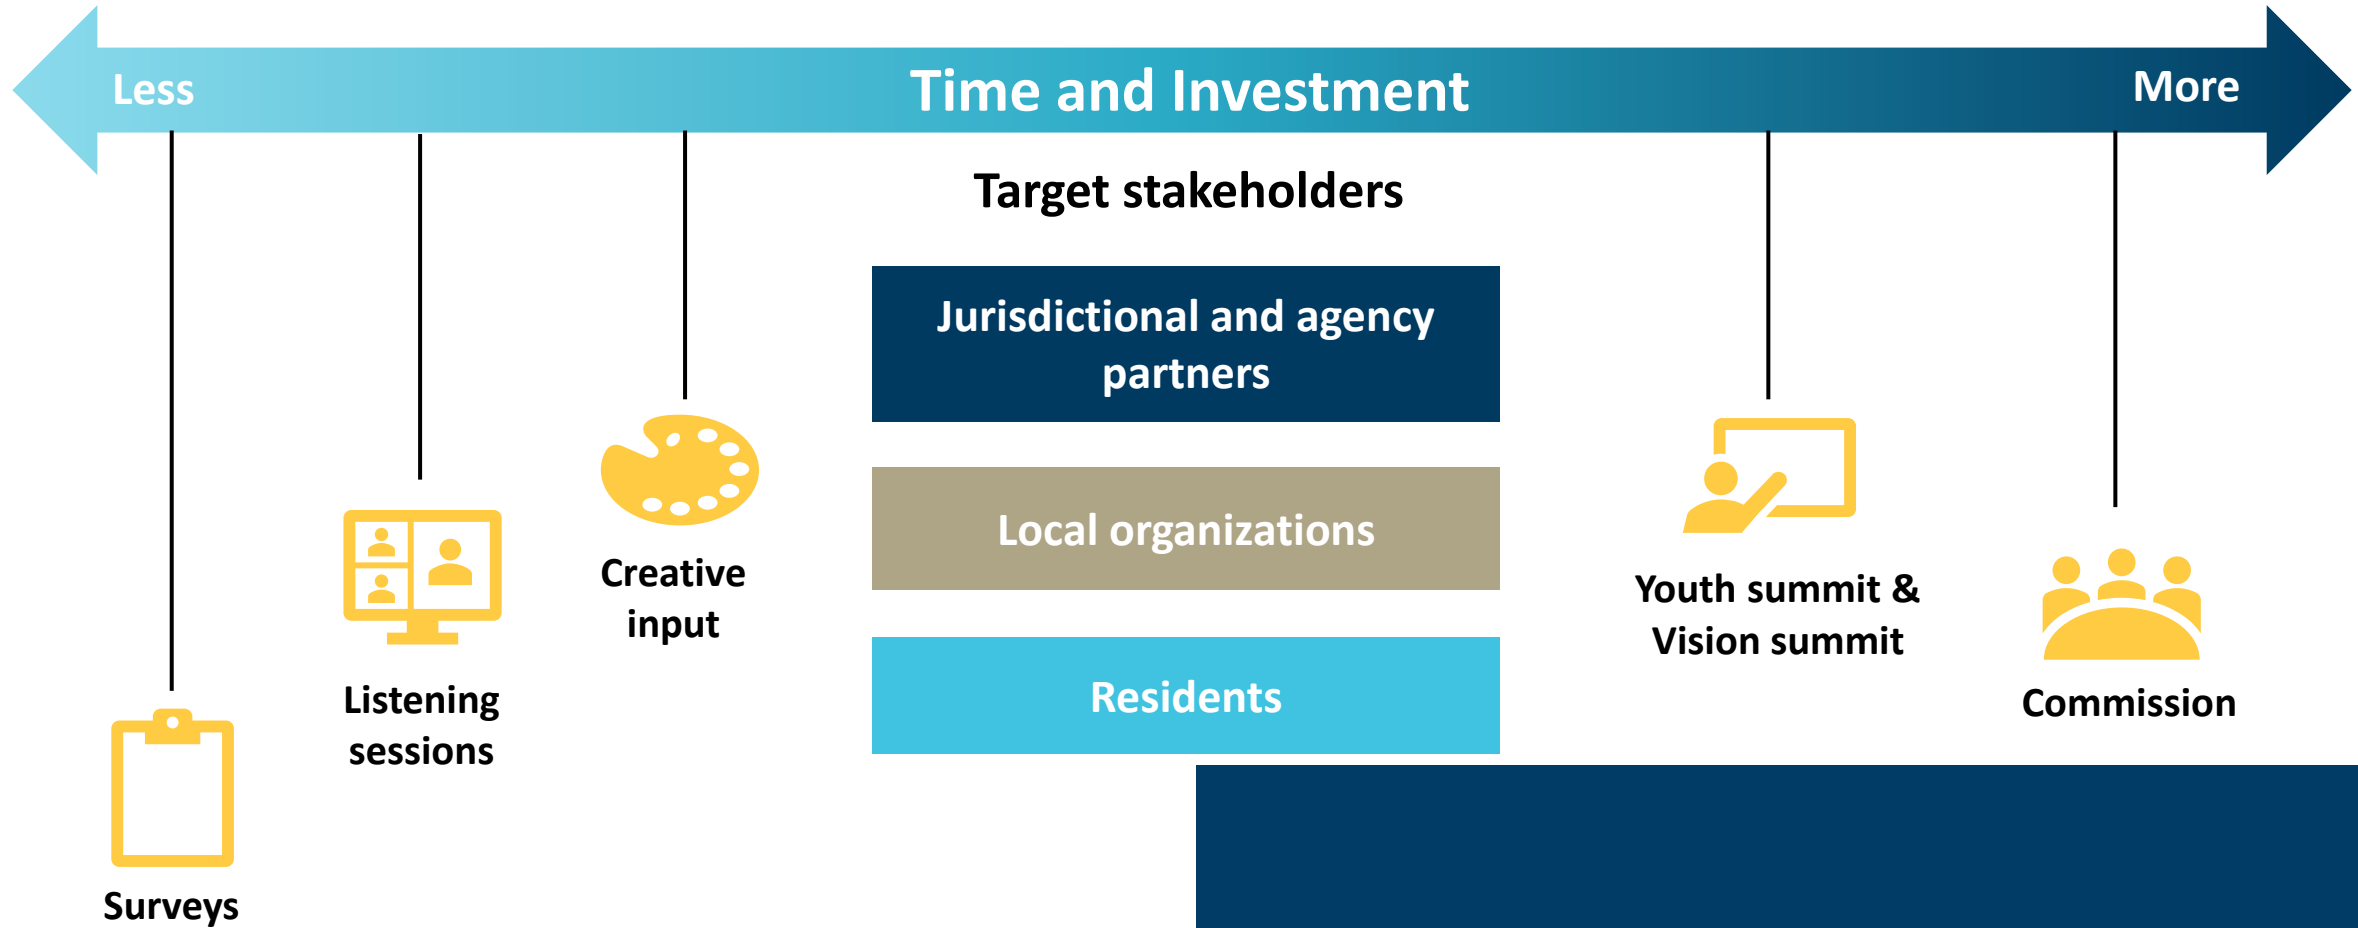 Less
Time and Investment
More
Target stakeholders
Jurisdictional and agency
partners
Local organizations
Residents
Creative
input
Listening
sessions
Surveys
Youth summit &
Vision summit
Commission